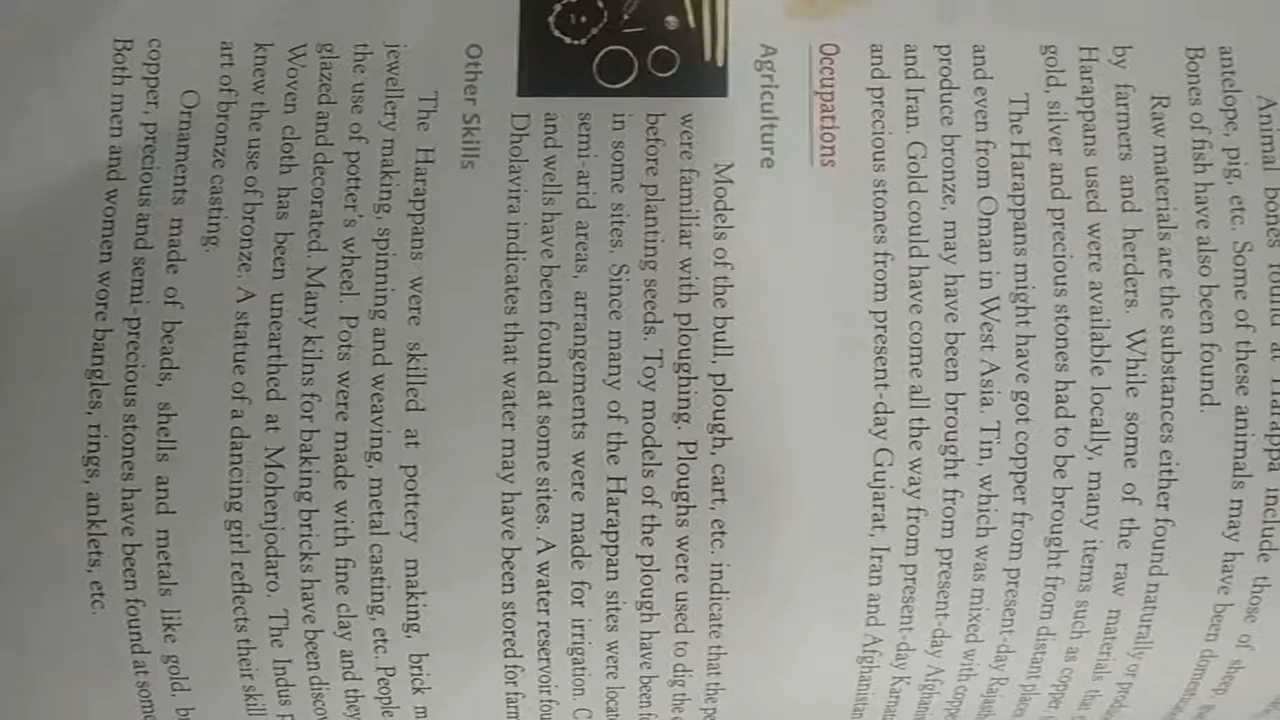 Animal bones found at Harappa include those of sheep,
antelope, pig, etc. Some of these animals may have been
Bones of fish have also been found.
Raw materials are the substances either found naturally or
by farmers and herders. While some of the raw materials
Harappans used were available locally, many items such as copper,
gold, silver and precious stones had to be brought from distant
The Harappans might have got copper from present-day
and even from Oman in West Asia. Tin, which was mixed with
produce bronze, may have been brought from present-day
and Iran. Gold could have come all the way from present-day
and precious stones from present-day Gujarat, Iran and Afghanistan
Occupations
Agriculture
Models of the bull, plough, cart, etc. indicate that the
were familiar with ploughing. Ploughs were used to dig the
before planting seeds. Toy models of the plough have been
in some sites. Since many of the Harappan sites were
semi-arid areas, arrangements were made for irrigation.
and wells have been found at some sites. A water reservoir
Dholavira indicates that water may have been stored for
Other Skills
The Harappans were skilled at pottery making, brick
jewellery making, spinning and weaving, metal casting, etc. People
the use of potter's wheel. Pots were made with fine clay and they
glazed and decorated. Many kilns for baking bricks have been
Woven cloth has been unearthed at Mohenjodaro. The Indus
knew the use of bronze. A statue of a dancing girl reflects their skill
art of bronze casting.
Ornaments made of beads, shells and metals like gold,
copper, precious and semi-precious stones have been found at
Both men and women wore bangles, rings, anklets, etc.